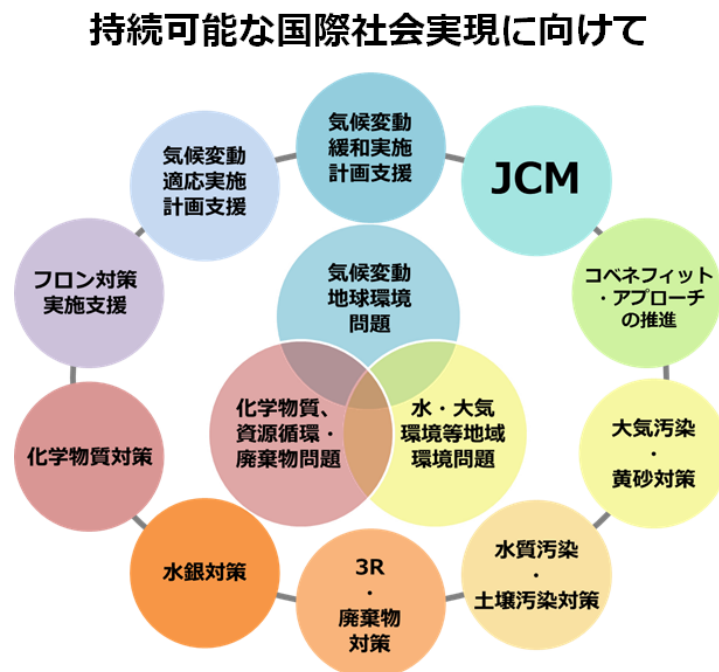 持続可能な国際社会実現に向けて
気候変動
緩和実施
計画支援
JCM
コベネフィット
・アプローチ
の推進
大気汚染
・
黄砂対策
水質汚染
・
土壌汚染対策
3R
・
廃棄物
対策
水銀対策
化学物質対策
フロン対策
実施支援
気候変動
適応実施
計画支援
気候変動
地球環境
問題
化学物質、
資源循環・
廃棄物問題
水・大気
環境等地域
環境問題